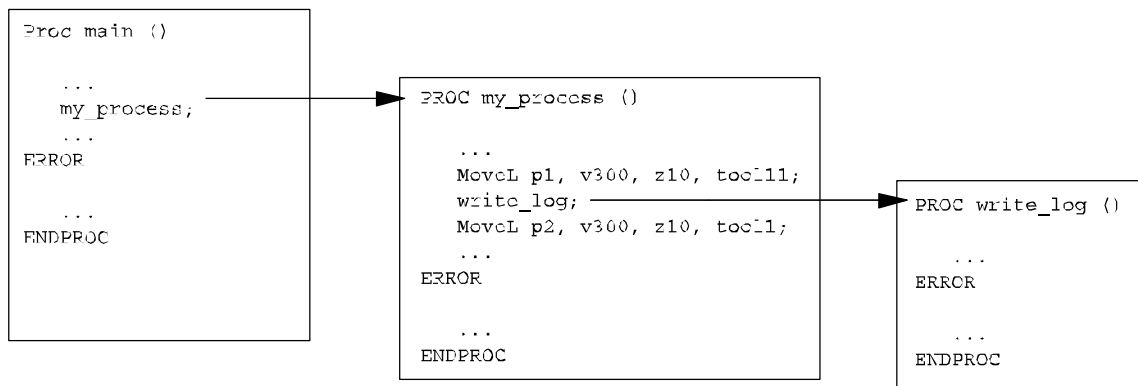 Proc main ()
...
my_process;
...
ERROR
...
ENDPROC
PROC my_process ()
...
MoveL p1, v300, z10, tool11;
write_log;
MoveL p2, v300, z10, tool1;
...
ERROR
...
ENDPROC
PROC write_log ()
...
ERROR
...
ENDPROC